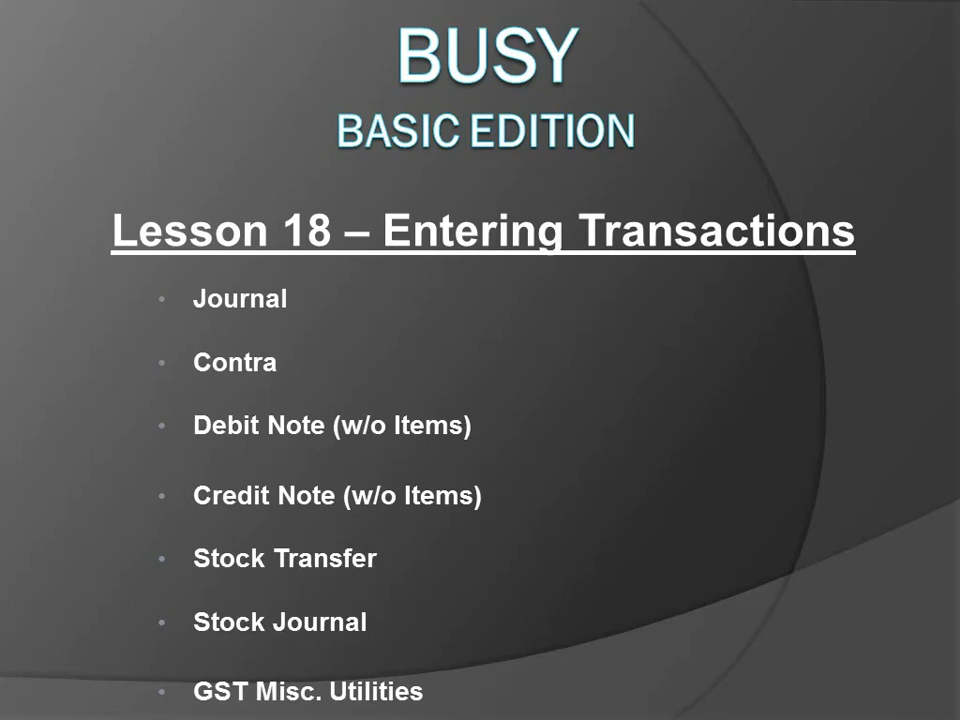 BUSY
BASIC EDITION
Lesson 18 – Entering Transactions
• Journal
• Contra
• Debit Note (w/o Items)
• Credit Note (w/o Items)
• Stock Transfer
• Stock Journal
• GST Misc. Utilities